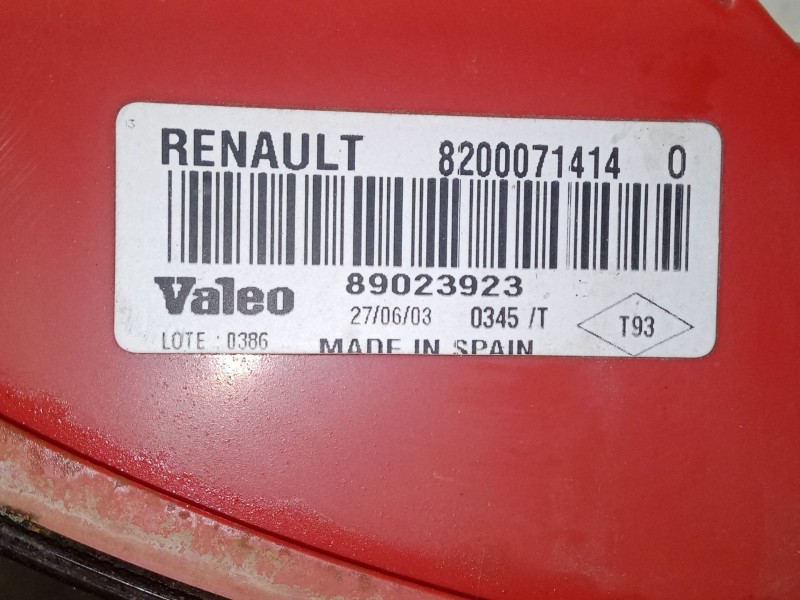 RENAULT 8200071414 0
Valeo 89023923
27/06/03 0345 /T T93
LOTE : 0386 MADE IN SPAIN